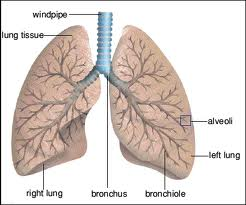 windpipe
lung tissue
alveoli
left lung
right lung
bronchus
bronchiole